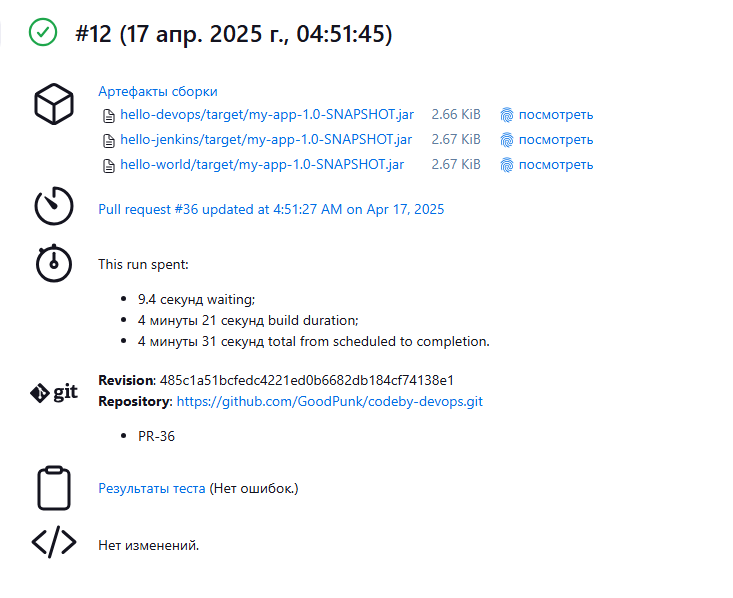 #12 (17 апр. 2025 г., 04:51:45)
Артефакты сборки
hello-devops/target/my-app-1.0-SNAPSHOT.jar 2.66 KiB посмотреть
hello-jenkins/target/my-app-1.0-SNAPSHOT.jar 2.67 KiB посмотреть
hello-world/target/my-app-1.0-SNAPSHOT.jar 2.67 KiB посмотреть
Pull request #36 updated at 4:51:27 AM on Apr 17, 2025
This run spent:
9.4 секунд waiting;
4 минуты 21 секунд build duration;
4 минуты 31 секунд total from scheduled to completion.
git
Revision: 485c1a51bcfedc4221ed0b6682db184cf74138e1
Repository: https://github.com/GoodPunk/codeby-devops.git
PR-36
Результаты теста (Нет ошибок.)
Нет изменений.